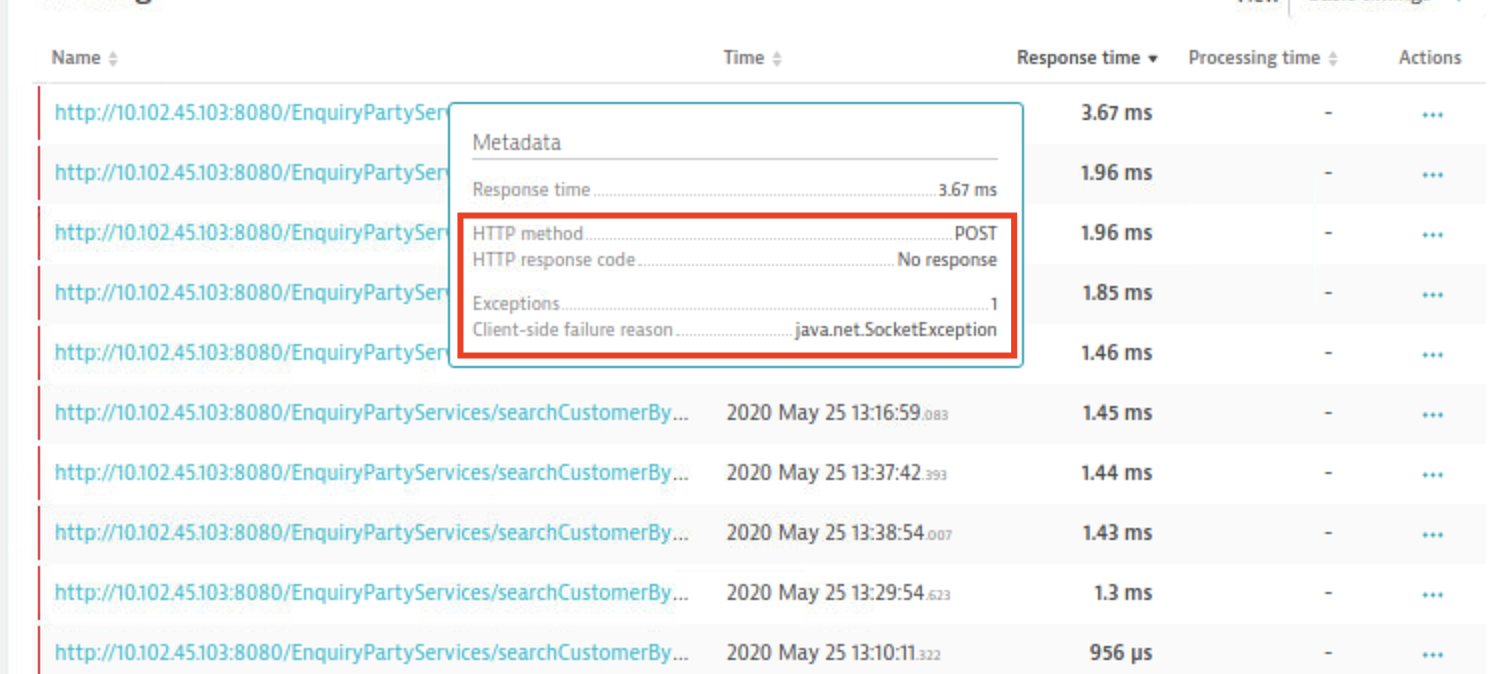 Name Time Response time Processing time Actions
http://10.102.45.103:8080/EnquiryPartySer 3.67 ms - ...
Metadata
http://10.102.45.103:8080/EnquiryPartySer 1.96 ms - ...
Response time 3.67 ms
http://10.102.45.103:8080/EnquiryPartySer 1.96 ms - ...
HTTP method POST
HTTP response code No response
http://10.102.45.103:8080/EnquiryPartySer 1.85 ms - ...
Exceptions 1
Client-side failure reason java.net.SocketException
http://10.102.45.103:8080/EnquiryPartySer 1.46 ms - ...
http://10.102.45.103:8080/EnquiryPartyServices/searchCustomerBy... 2020 May 25 13:16:59.083 1.45 ms - ...
http://10.102.45.103:8080/EnquiryPartyServices/searchCustomerBy... 2020 May 25 13:37:42.393 1.44 ms - ...
http://10.102.45.103:8080/EnquiryPartyServices/searchCustomerBy... 2020 May 25 13:38:54.007 1.43 ms - ...
http://10.102.45.103:8080/EnquiryPartyServices/searchCustomerBy... 2020 May 25 13:29:54.623 1.3 ms - ...
http://10.102.45.103:8080/EnquiryPartyServices/searchCustomerBy... 2020 May 25 13:10:11.322 956 µs - ...